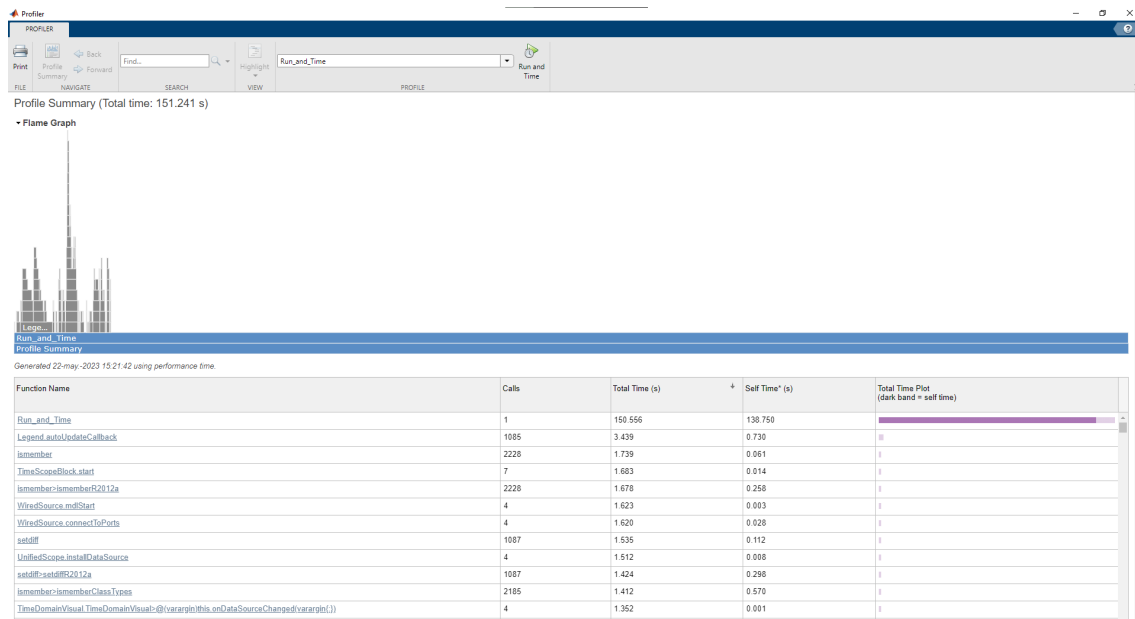 Profiler
PROFILER
Print
Profile Summary
Back
Forward
Find...
Highlight
Run_and_Time
Run and Time
FILE NAVIGATE SEARCH VIEW PROFILE
Profile Summary (Total time: 151.241 s)
Flame Graph
Lege...
Run_and_Time
Profile Summary
Generated 22-may.-2023 15:21:42 using performance time.
Function Name Calls Total Time (s) Self Time* (s) Total Time Plot
(dark band = self time)
Run_and_Time 1 150.556 138.750
Legend.autoUpdateCallback 1085 3.439 0.730
ismember 2228 1.739 0.061
TimeScopeBlock.start 7 1.683 0.014
ismember>ismemberR2012a 2228 1.678 0.258
WiredSource.mdlStart 4 1.623 0.003
WiredSource.connectToPorts 4 1.620 0.028
setdiff 1087 1.535 0.112
UnifiedScope.installDataSource 4 1.512 0.008
setdiff>setdiffR2012a 1087 1.424 0.298
ismember>ismemberClassTypes 2185 1.412 0.570
TimeDomainVisual.TimeDomainVisual>@(varargin)this.onDataSourceChanged(varargin{:}) 4 1.352 0.001